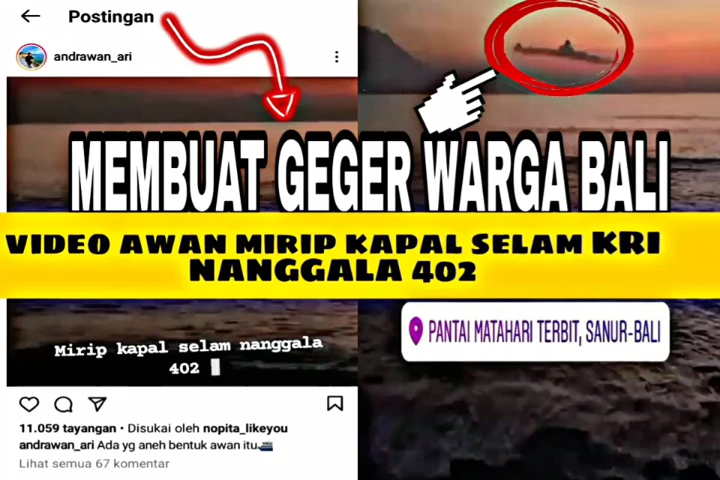 Postingan
andrawan_ari
MEMBUAT GEGER WARGA BALI
VIDEO AWAN MIRIP KAPAL SELAM KRI
NANGGALA 402
PANTAI MATAHARI TERBIT, SANUR-BALI
Mirip kapal selam nanggala
402
11.059 tayangan • Disukai oleh nopita_likeyou
andrawan_ari Ada yg aneh bentuk awan itu🚢
Lihat semua 67 komentar